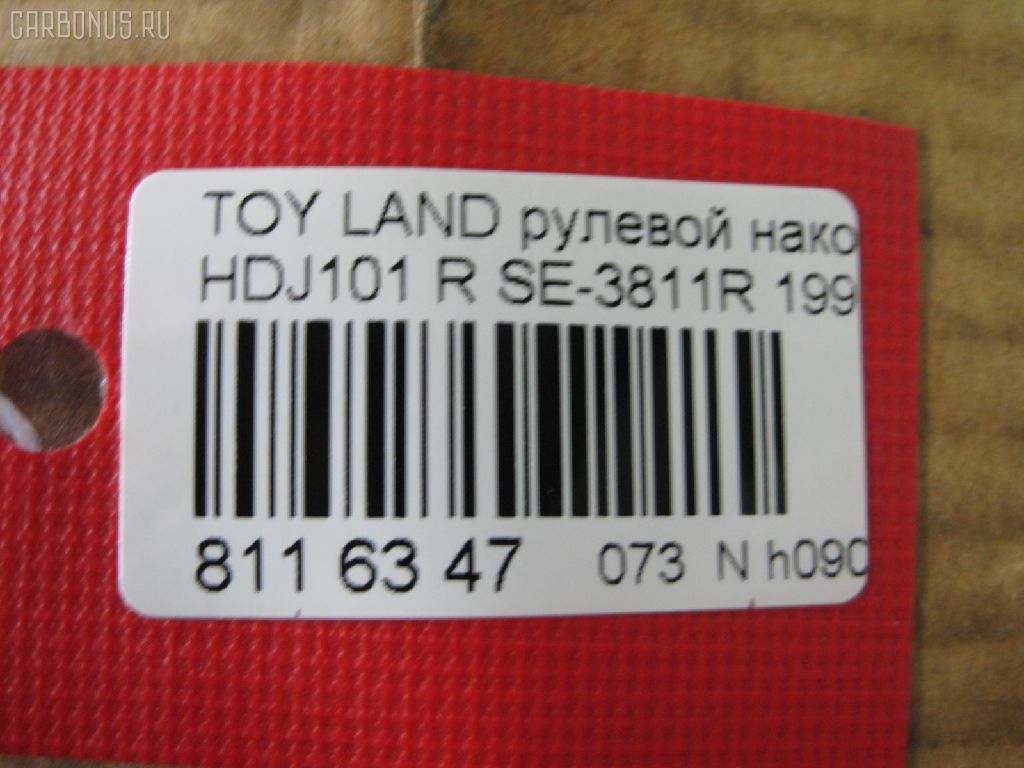 CARBONUS.RU
TOY LAND рулевой нако
HDJ101 R SE-3811R 199
811 63 47 073 N h090